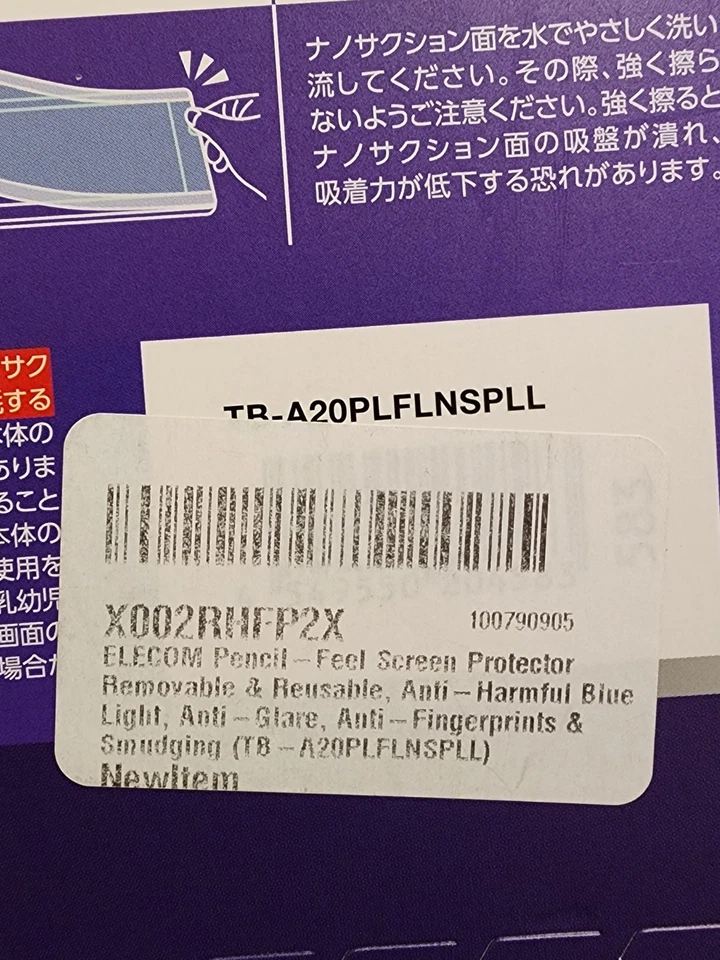 ナノサクション面を水でやさしく洗い
流してください。その際、強く擦ら
ないようご注意ください。強く擦ると
ナノサクション面の吸盤が潰れ、
吸着力が低下する恐れがあります。
サク
する
体の
ありま
ること
本体の
使用を
乳幼児
画面の
場合
TB-A20PLFLNSPLL
X002RHFP2X 100790905
ELECOM Pencil-Feel Screen Protector
Removable & Reusable, Anti-Harmful Blue
Light, Anti-Glare, Anti-Fingerprints &
Smudging (TB-A20PLFLNSPLL)
NewItem